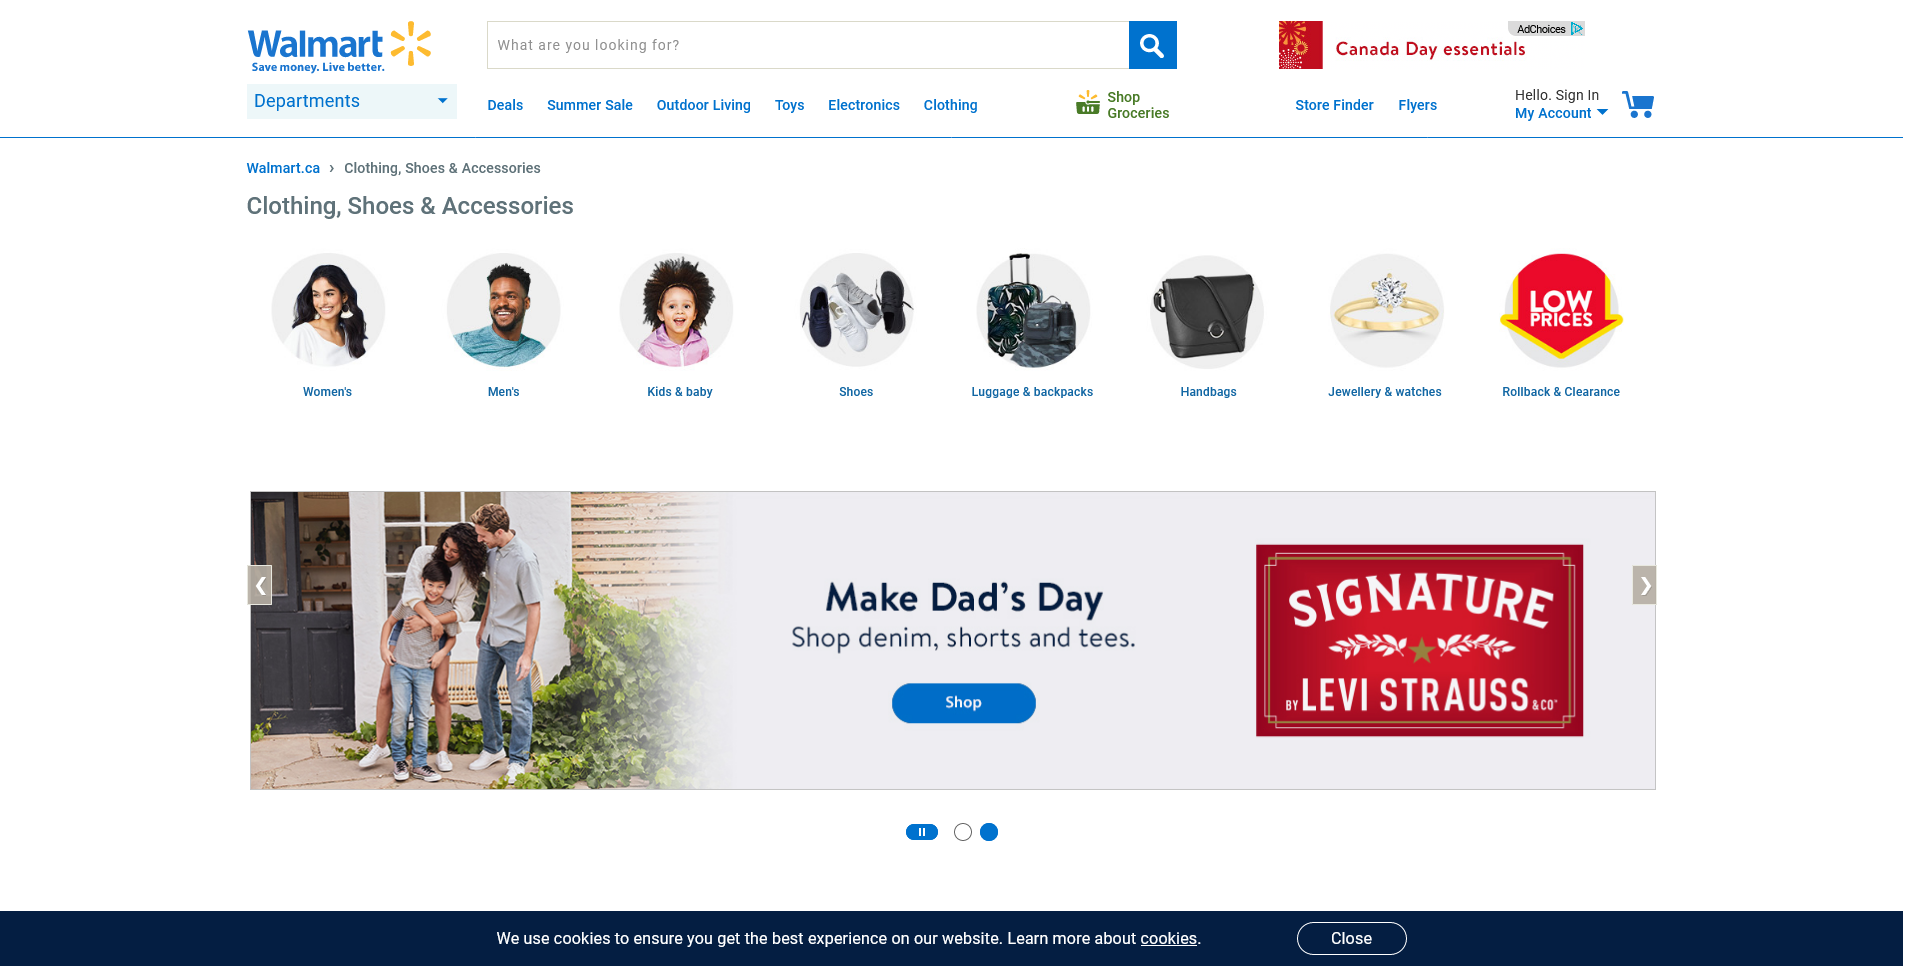 Walmart
Save money. Live better.
What are you looking for?
AdChoices
Canada Day essentials
Departments
Deals
Summer Sale
Outdoor Living
Toys
Electronics
Clothing
Shop
Groceries
Store Finder
Flyers
Hello. Sign In
My Account
Walmart.ca › Clothing, Shoes & Accessories
Clothing, Shoes & Accessories
LOW
PRICES
Women's
Men's
Kids & baby
Shoes
Luggage & backpacks
Handbags
Jewellery & watches
Rollback & Clearance
Make Dad's Day
Shop denim, shorts and tees.
Shop
SIGNATURE
BY LEVI STRAUSS & CO™
We use cookies to ensure you get the best experience on our website. Learn more about cookies.
Close